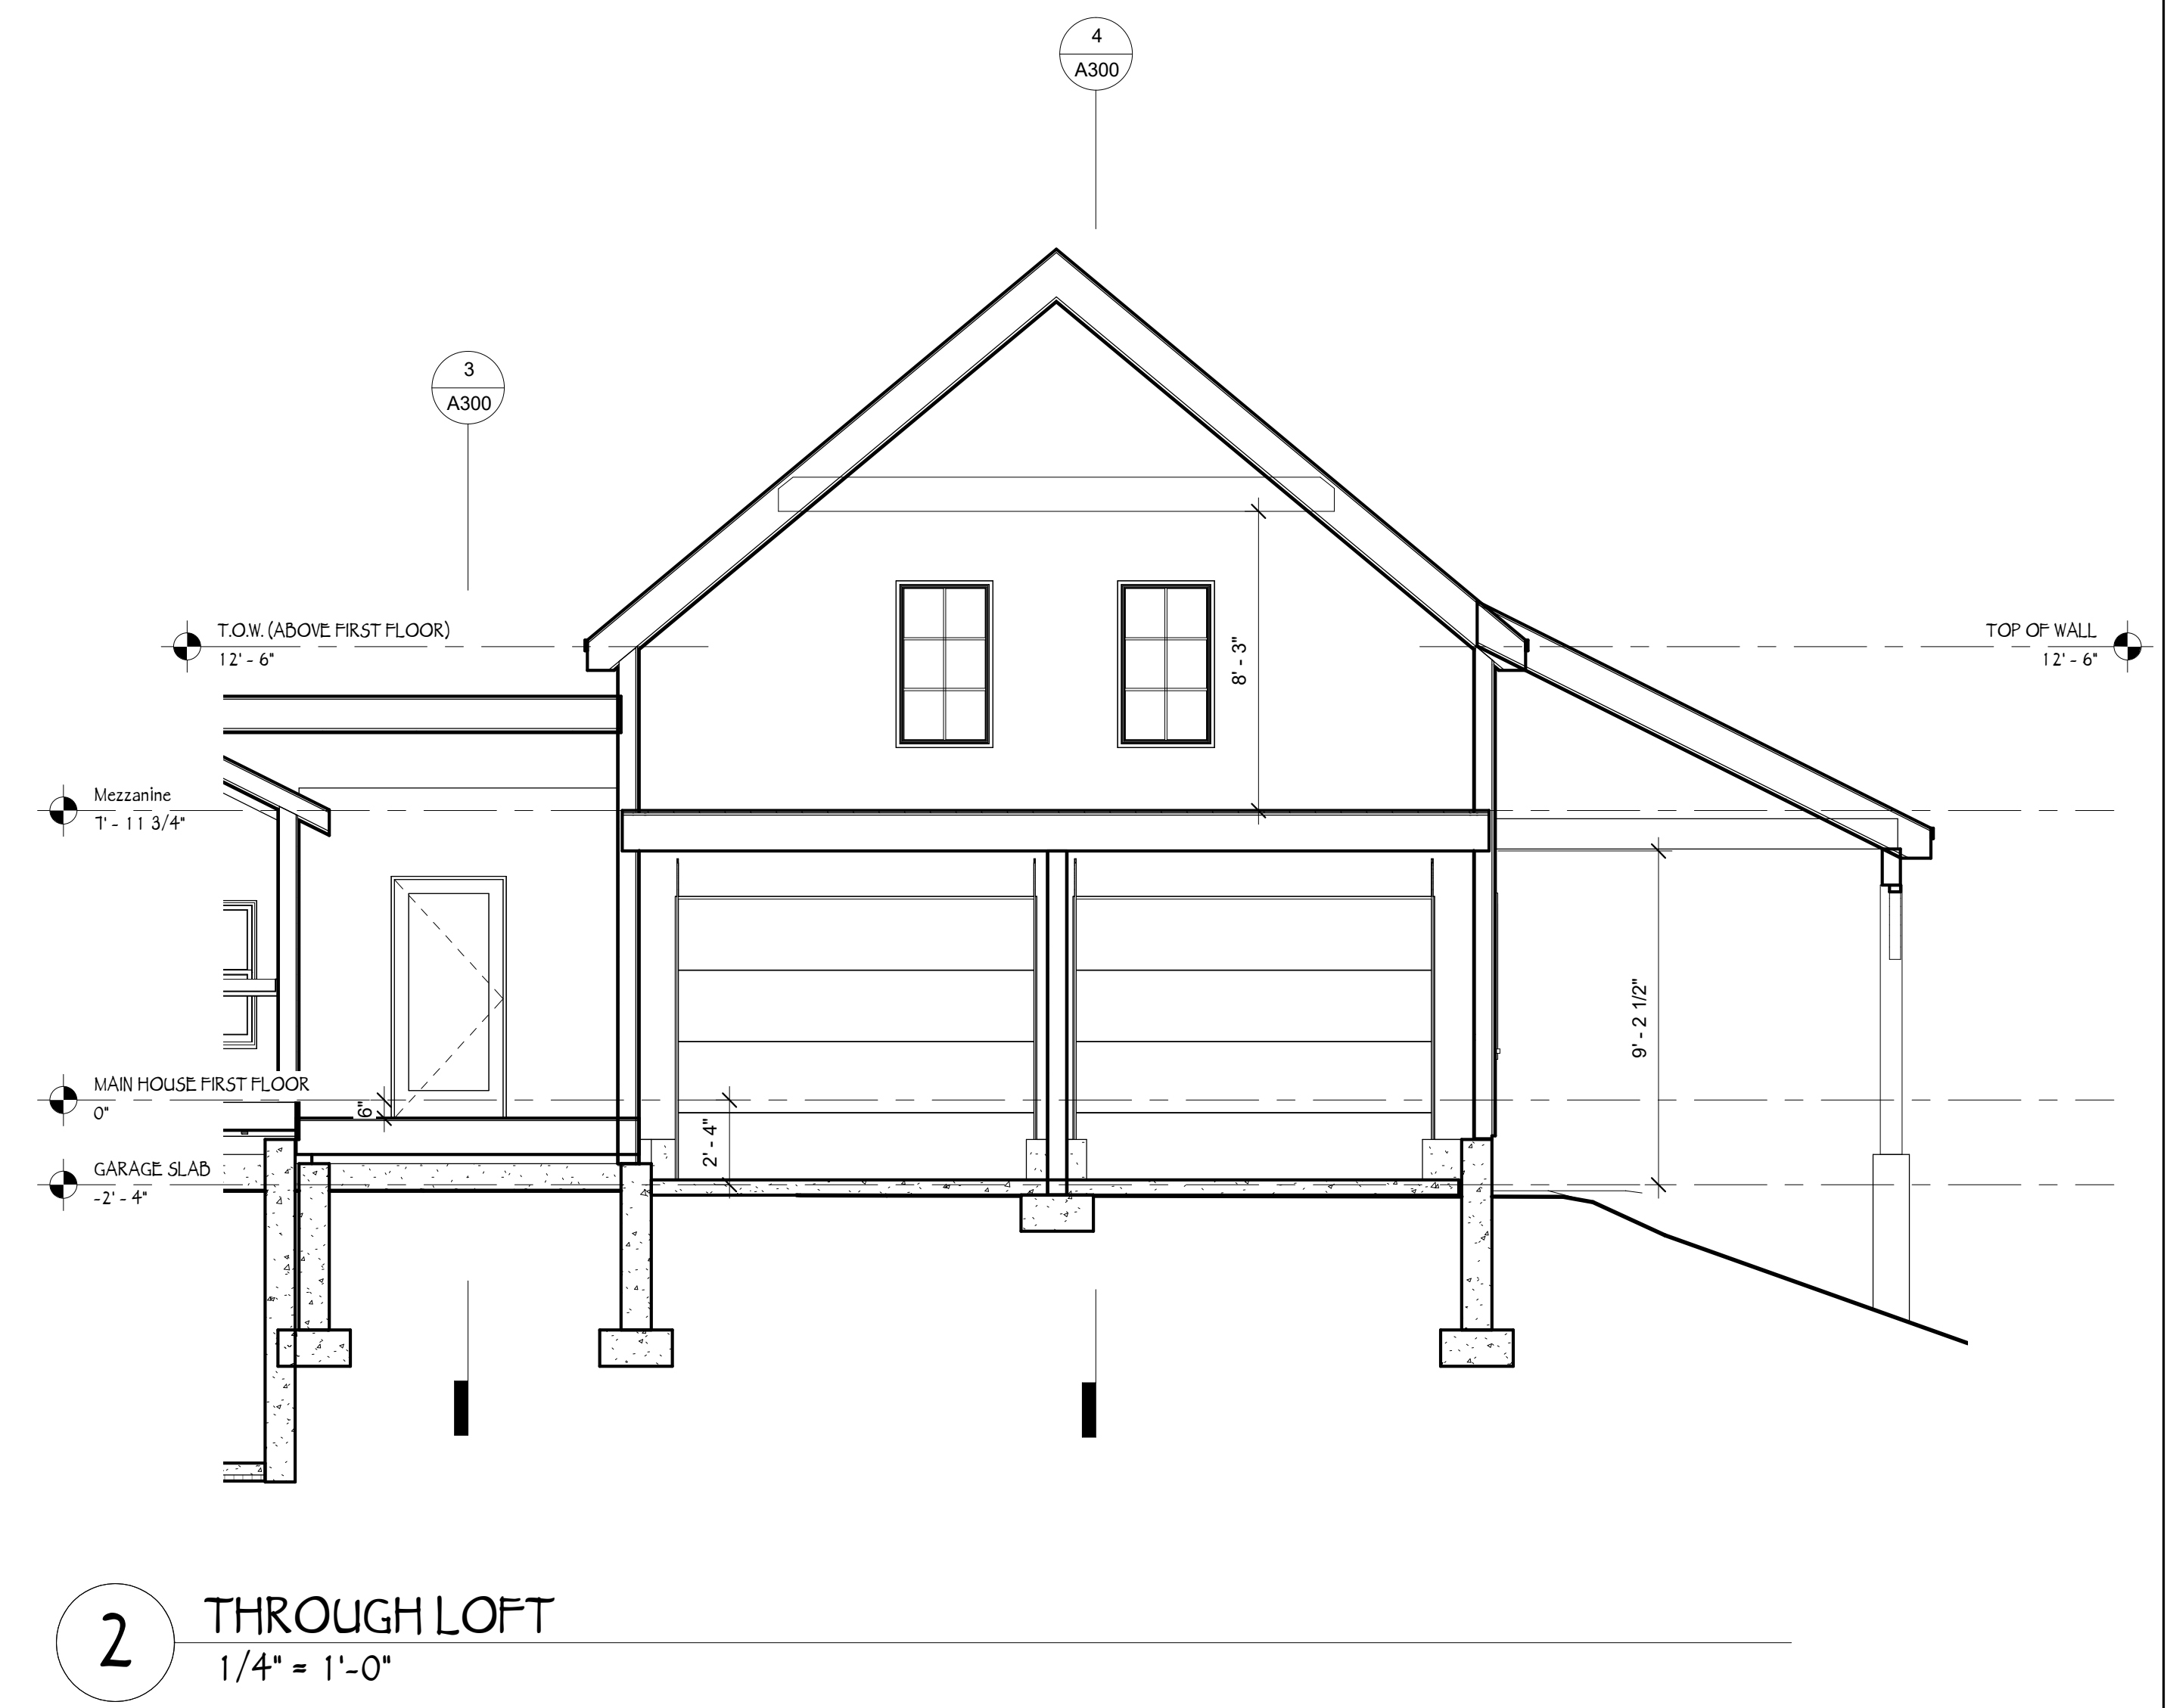 4
A300
3
A300
T.O.W. (ABOVE FIRST FLOOR)
12' - 6"
TOP OF WALL
12' - 6"
8' - 3"
Mezzanine
7' - 11 3/4"
9' - 2 1/2"
MAIN HOUSE FIRST FLOOR
0"
6"
2' - 4"
GARAGE SLAB
-2' - 4"
2
THROUGH LOFT
1/4" = 1'-0"